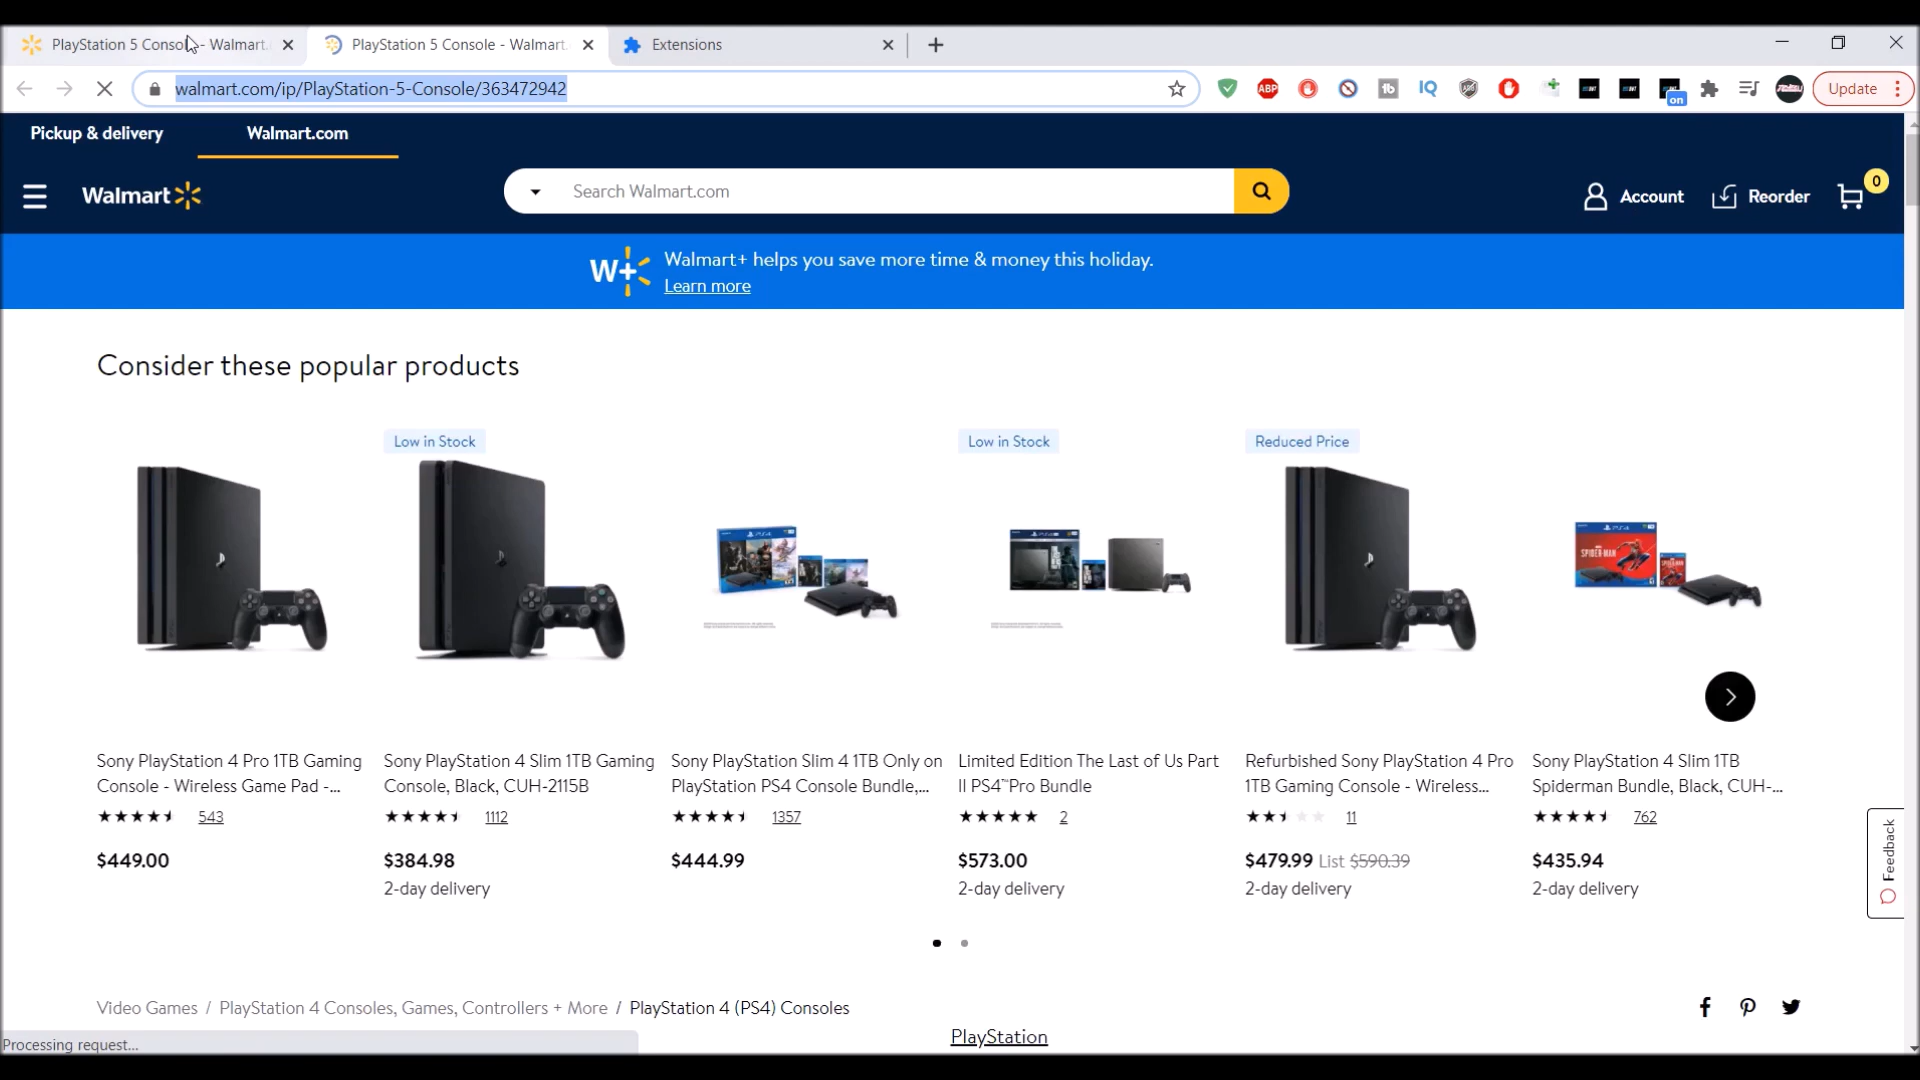 PlayStation 5 Console - Walmart.
PlayStation 5 Console - Walmart.
Extensions
walmart.com/ip/PlayStation-5-Console/363472942
ABP
IQ
on
Update
Pickup & delivery
Walmart.com
Walmart
Search Walmart.com
Account
Reorder
0
W+
Walmart+ helps you save more time & money this holiday.
Learn more
Consider these popular products
Low in Stock
Low in Stock
Reduced Price
Sony PlayStation 4 Pro 1TB Gaming
Console - Wireless Game Pad -...
543
$449.00
Sony PlayStation 4 Slim 1TB Gaming
Console, Black, CUH-2115B
1112
$384.98
2-day delivery
Sony PlayStation Slim 4 1TB Only on
PlayStation PS4 Console Bundle,...
1357
$444.99
Limited Edition The Last of Us Part
II PS4™Pro Bundle
2
$573.00
2-day delivery
Refurbished Sony PlayStation 4 Pro
1TB Gaming Console - Wireless...
11
$479.99 List $590.39
2-day delivery
Sony PlayStation 4 Slim 1TB
Spiderman Bundle, Black, CUH-...
762
$435.94
2-day delivery
Feedback
Video Games / PlayStation 4 Consoles, Games, Controllers + More / PlayStation 4 (PS4) Consoles
PlayStation
Processing request...